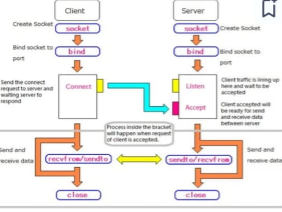 Client
Server
Create Socket
socket
socket
Create Socket
Bind socket to
port
bind
bind
Bind socket to
port
Send the connect
request to server and
waiting server to
respond
Connect
Listen
Accept
Client traffic is lining up
here and wait to be
accepted
Client accepted will
be ready for send
and receive data
between server
Process inside the bracket
will happen when request
of client is accepted.
Send and
receive data
recvfrom/sendto
sendto/recvfrom
Send and
receive data
close
close